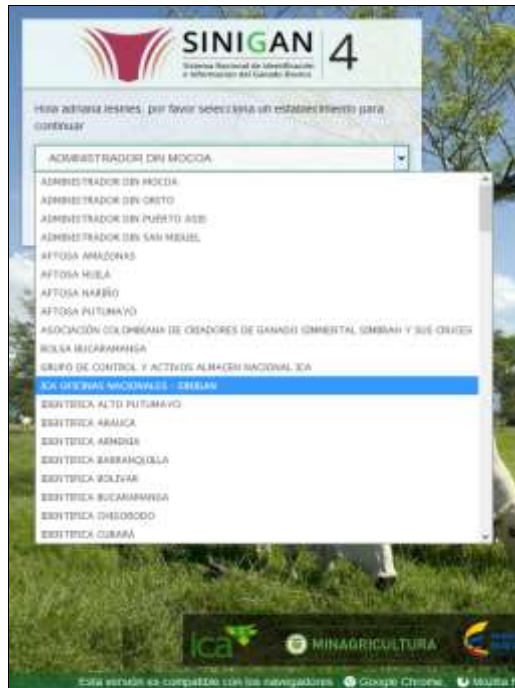 SINIGAN 4
Sistema Nacional de Identificación
e Información del Ganado Bovino
Hola adriana lesmes, por favor selecciona un establecimiento para
continuar
ADMINISTRADOR DIN MOCOA
ADMINISTRADOR DIN MOCOA
ADMINISTRADOR DIN ORITO
ADMINISTRADOR DIN PUERTO ASIS
ADMINISTRADOR DIN SAN MIGUEL
AFTOSA AMAZONAS
AFTOSA HUILA
AFTOSA NARIÑO
AFTOSA PUTUMAYO
ASOCIACIÓN COLOMBIANA DE CRIADORES DE GANADO SIMMENTAL SIMBRAH Y SUS CRUCES
BOLSA BUCARAMANGA
GRUPO DE CONTROL Y ACTIVOS ALMACEN NACIONAL ICA
ICA OFICINAS NACIONALES - SINIGAN
IDENTIFICA ALTO PUTUMAYO
IDENTIFICA ARAUCA
IDENTIFICA ARMENIA
IDENTIFICA BARRANQUILLA
IDENTIFICA BOLIVAR
IDENTIFICA BUCARAMANGA
IDENTIFICA CHIGORODO
IDENTIFICA CUBARÁ
ica MINAGRICULTURA
Esta versión es compatible con los navegadores Google Chrome, Mozilla